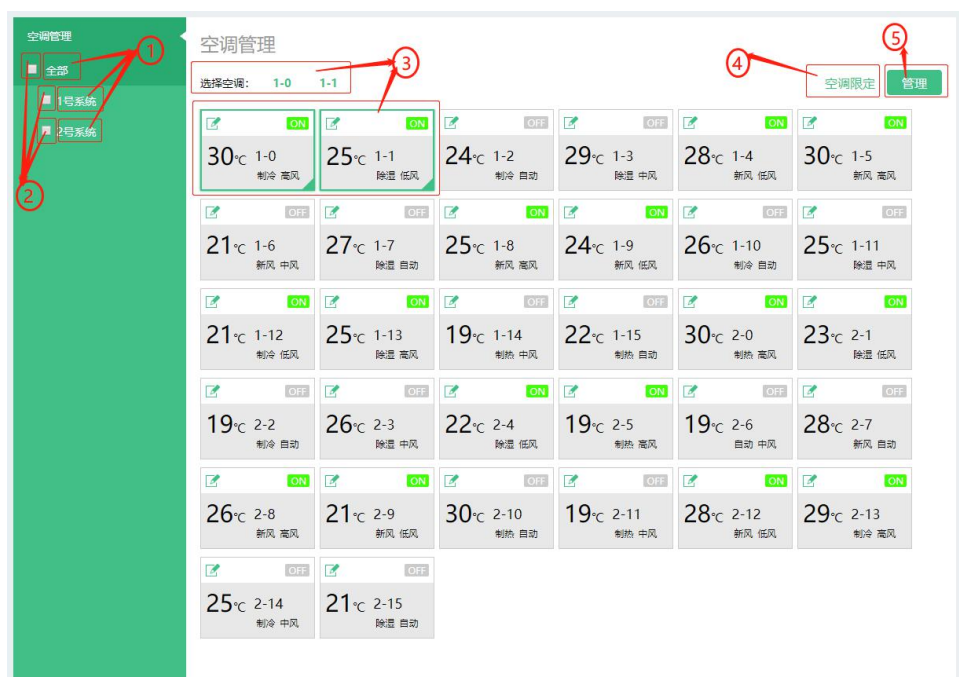 空调管理
全部
1号系统
2号系统
1
2
空调管理
选择空调: 1-0 1-1
3
4
5
空调限定 管理
ON ON OFF OFF ON ON
30℃ 1-0 25℃ 1-1 24℃ 1-2 29℃ 1-3 28℃ 1-4 30℃ 1-5
制冷 高风 除湿 低风 制冷 自动 除湿 中风 新风 低风 新风 高风
OFF OFF ON ON OFF OFF
21℃ 1-6 27℃ 1-7 25℃ 1-8 24℃ 1-9 26℃ 1-10 25℃ 1-11
新风 中风 除湿 自动 新风 高风 新风 低风 制冷 自动 除湿 中风
ON ON OFF OFF ON ON
21℃ 1-12 25℃ 1-13 19℃ 1-14 22℃ 1-15 30℃ 2-0 23℃ 2-1
制冷 低风 除湿 高风 制热 中风 制热 自动 制热 高风 除湿 低风
OFF OFF ON ON OFF OFF
19℃ 2-2 26℃ 2-3 22℃ 2-4 19℃ 2-5 19℃ 2-6 28℃ 2-7
制冷 自动 除湿 中风 除湿 低风 制热 高风 自动 中风 新风 自动
ON ON OFF OFF ON ON
26℃ 2-8 21℃ 2-9 30℃ 2-10 19℃ 2-11 28℃ 2-12 29℃ 2-13
新风 高风 新风 低风 制热 自动 制热 中风 新风 低风 制冷 高风
OFF OFF
25℃ 2-14 21℃ 2-15
制冷 中风 除湿 自动